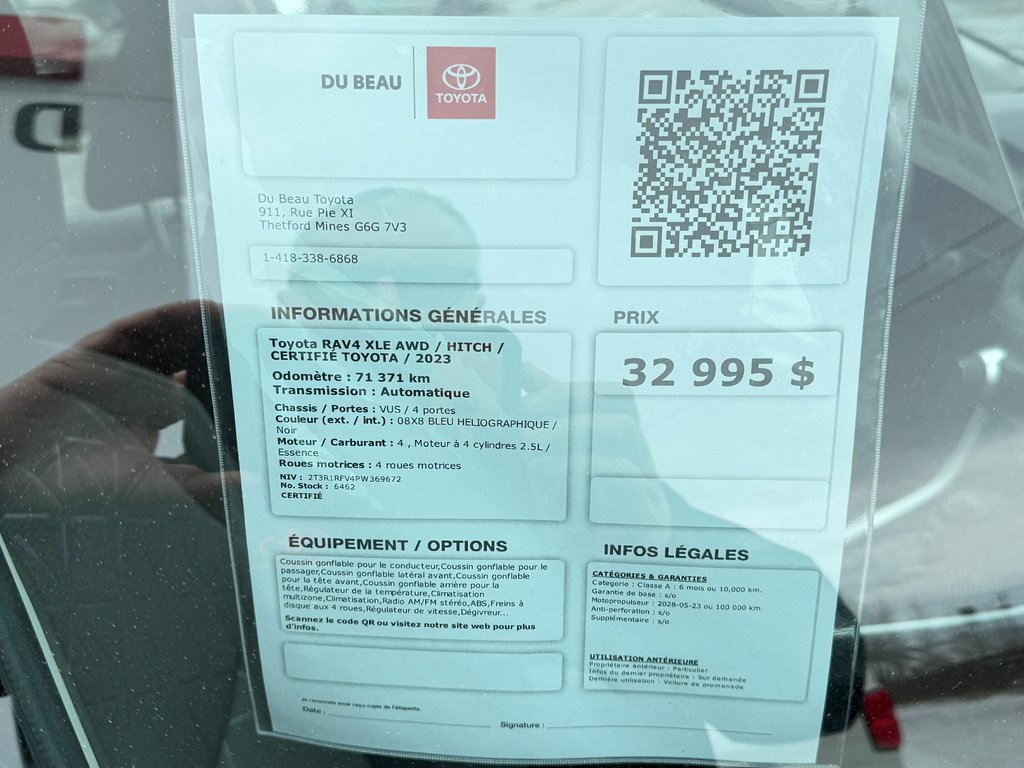 DU BEAU
TOYOTA
Du Beau Toyota
911, Rue Pie XI
Thetford Mines G6G 7V3
1-418-338-6868
INFORMATIONS GÉNÉRALES
Toyota RAV4 XLE AWD / HITCH /
CERTIFIÉ TOYOTA / 2023
Odomètre : 71 371 km
Transmission : Automatique
Chassis / Portes : VUS / 4 portes
Couleur (ext. / int.) : 08X8 BLEU HELIOGRAPHIQUE /
Noir
Moteur / Carburant : 4 , Moteur à 4 cylindres 2.5L /
Essence
Roues motrices : 4 roues motrices
NIV : 2T3R1RFV4PW369672
No. Stock : 6462
CERTIFIÉ
PRIX
32 995 $
ÉQUIPEMENT / OPTIONS
Coussin gonflable pour le conducteur,Coussin gonflable pour le
passager,Coussin gonflable latéral avant,Coussin gonflable
pour la tête avant,Coussin gonflable arrière pour la
tête,Régulateur de la température,Climatisation
multizone,Climatisation,Radio AM/FM stéréo,ABS,Freins à
disque aux 4 roues,Régulateur de vitesse,Dégivreur...
Scannez le code QR ou visitez notre site web pour plus
d'infos.
INFOS LÉGALES
CATÉGORIES & GARANTIES
Categorie : Classe A : 6 mois ou 10,000 km.
Garantie de base : s/o
Motopropulseur : 2028-05-23 ou 100 000 km
Anti-perforation : s/o
Supplémentaire : s/o
UTILISATION ANTÉRIEURE
Propriétaire antérieur : Particulier
Infos du dernier propriétaire : Sur demande
Dernière utilisation : Voiture de promenade
Je reconnais avoir reçu copie de l'étiquette.
Date :
Signature :